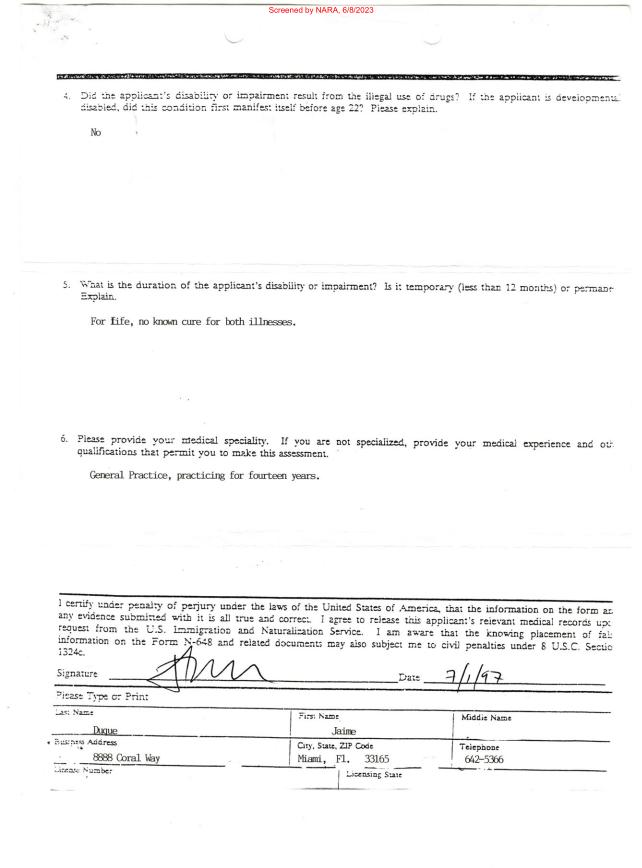 Screened by NARA, 6/8/2023
4. Did the applicant's disability or impairment result from the illegal use of drugs? If the applicant is developmental
disabled, did this condition first manifest itself before age 22? Please explain.
No
5. What is the duration of the applicant's disability or impairment? Is it temporary (less than 12 months) or permane
Explain.
For life, no known cure for both illnesses.
6. Please provide your medical speciality. If you are not specialized, provide your medical experience and oth
qualifications that permit you to make this assessment.
General Practice, practicing for fourteen years.
I certify under penalty of perjury under the laws of the United States of America, that the information on the form an
any evidence submitted with it is all true and correct. I agree to release this applicant's relevant medical records upo
request from the U.S. Immigration and Naturalization Service. I am aware that the knowing placement of fal
information on the Form N-648 and related documents may also subject me to civil penalties under 8 U.S.C. Sectio
1324c.
Signature Date 7/1/97
Please Type or Print
Last Name First Name Middle Name
Duque Jaime
Business Address City, State, ZIP Code Telephone
8888 Coral Way Miami, Fl. 33165 642-5366
License Number Licensing State